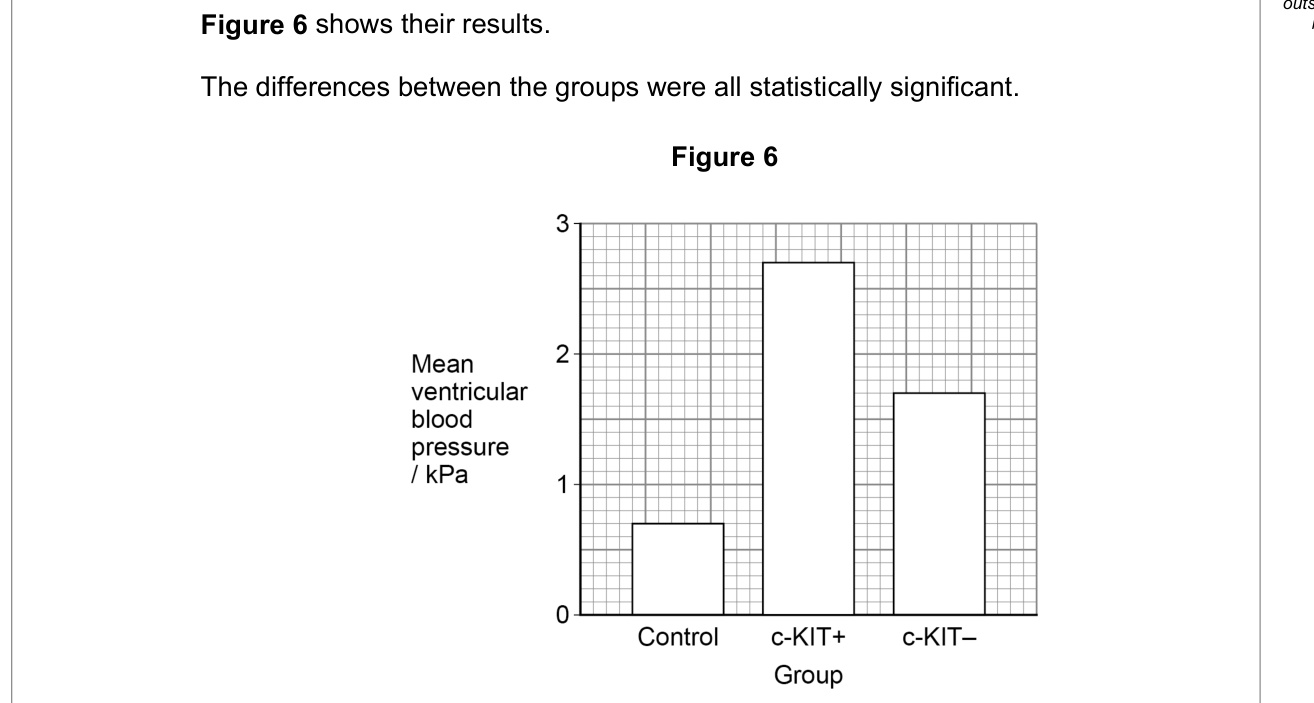 outs
Figure 6 shows their results.
The differences between the groups were all statistically significant.
Figure 6
3
2
1
0
Mean
ventricular
blood
pressure
/ kPa
Control c-KIT+ c-KIT–
Group